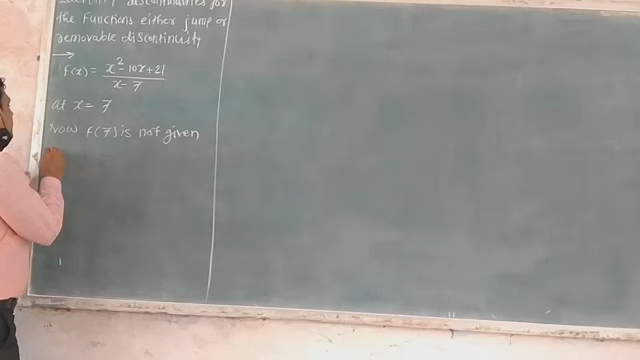 Identify discontinuities for
the functions either jump or
removable discontinuity
→ f(x) = x² - 10x + 21 / x - 7
at x = 7
Now f(7) is not given